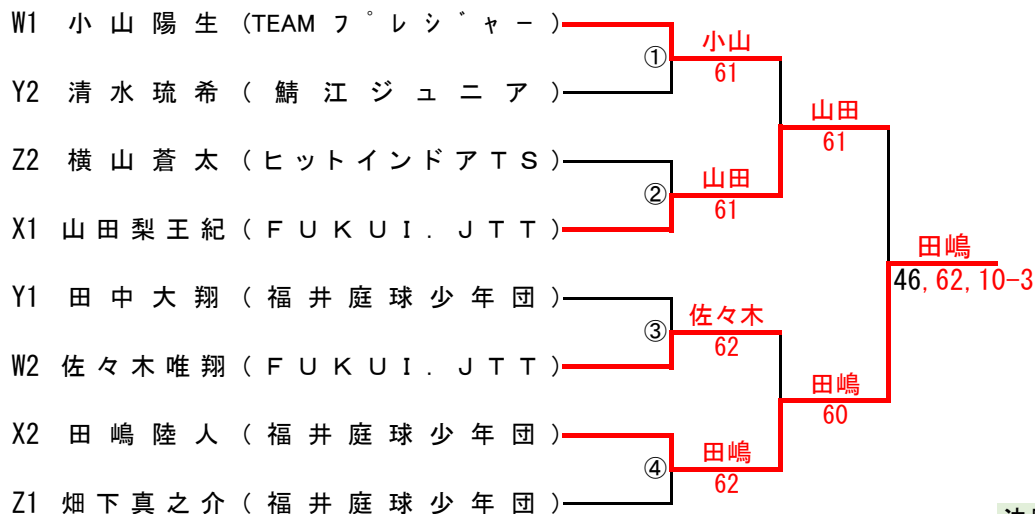 W1 小山陽生(TEAM プレジャー)
① 小山
61
Y2 清水琉希(鯖江ジュニア)
山田
61
Z2 横山蒼太(ヒットインドアTS)
② 山田
61
X1 山田梨王紀(FUKUI.JTT)
田嶋
46,62,10-3
Y1 田中大翔(福井庭球少年団)
③ 佐々木
62
W2 佐々木唯翔(FUKUI.JTT)
田嶋
60
X2 田嶋陸人(福井庭球少年団)
④ 田嶋
62
Z1 畑下真之介(福井庭球少年団)